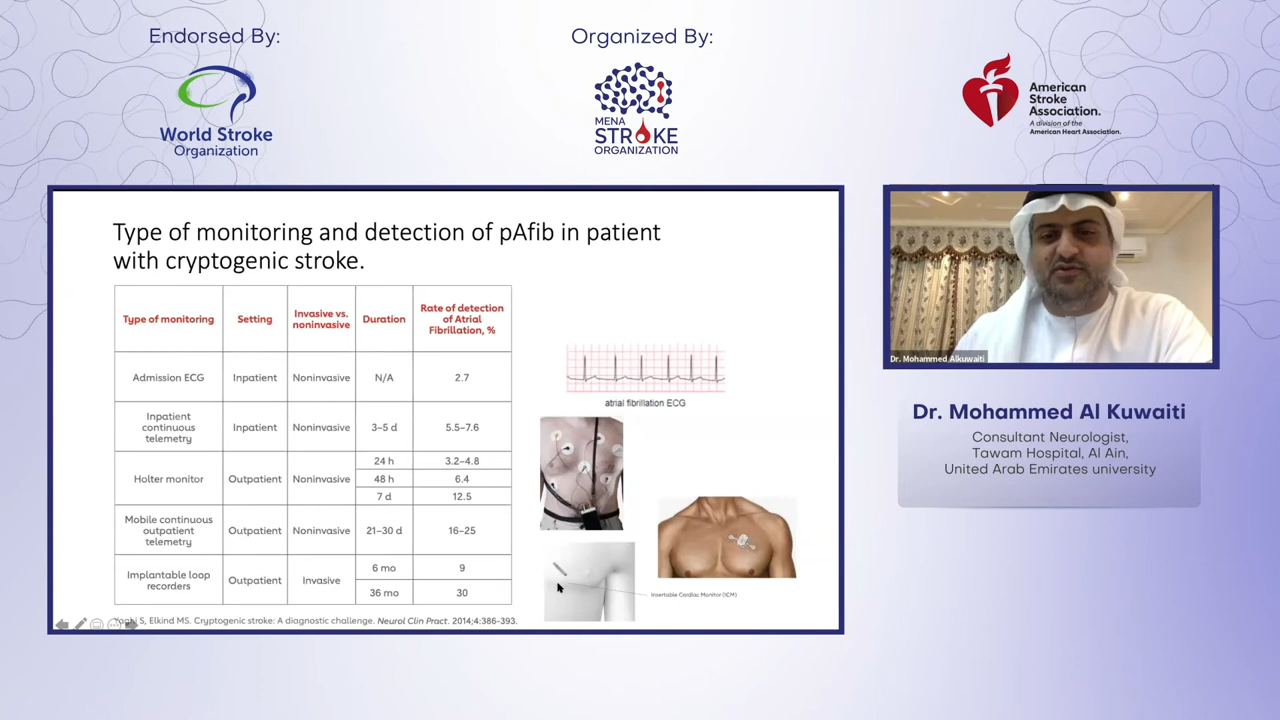 Endorsed By:
World Stroke
Organization
Organized By:
MENA
STROKE
ORGANIZATION
American
Stroke
Association.
A division of the
American Heart Association.
Type of monitoring and detection of pAfib in patient
with cryptogenic stroke.
Type of monitoring
Setting
Invasive vs.
noninvasive
Duration
Rate of detection
of Atrial
Fibrillation, %
Admission ECG
Inpatient
Noninvasive
N/A
2.7
Inpatient
continuous
telemetry
Inpatient
Noninvasive
3–5 d
5.5–7.6
Holter monitor
Outpatient
Noninvasive
24 h
3.2–4.8
48 h
6.4
7 d
12.5
Mobile continuous
outpatient
telemetry
Outpatient
Noninvasive
21–30 d
16–25
Implantable loop
recorders
Outpatient
Invasive
6 mo
9
36 mo
30
S, Elkind MS. Cryptogenic stroke: A diagnostic challenge. Neurol Clin Pract. 2014;4:386-393.
atrial fibrillation ECG
Insertable Cardiac Monitor (ICM)
Dr. Mohammed Alkuwaiti
Dr. Mohammed Al Kuwaiti
Consultant Neurologist,
Tawam Hospital, Al Ain,
United Arab Emirates university